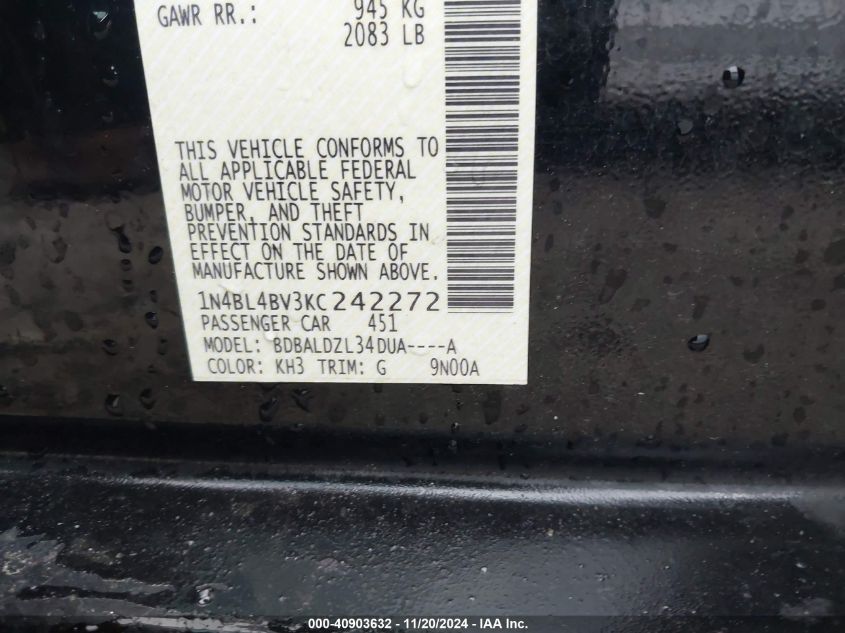 GAWR RR.: 945 KG
2083 LB
THIS VEHICLE CONFORMS TO
ALL APPLICABLE FEDERAL
MOTOR VEHICLE SAFETY,
BUMPER, AND THEFT
PREVENTION STANDARDS IN
EFFECT ON THE DATE OF
MANUFACTURE SHOWN ABOVE.
1N4BL4BV3KC242272
PASSENGER CAR 451
MODEL: BDBALDZL34DUA----A
COLOR: KH3 TRIM: G 9N00A
000-40903632 - 11/20/2024 - IAA Inc.